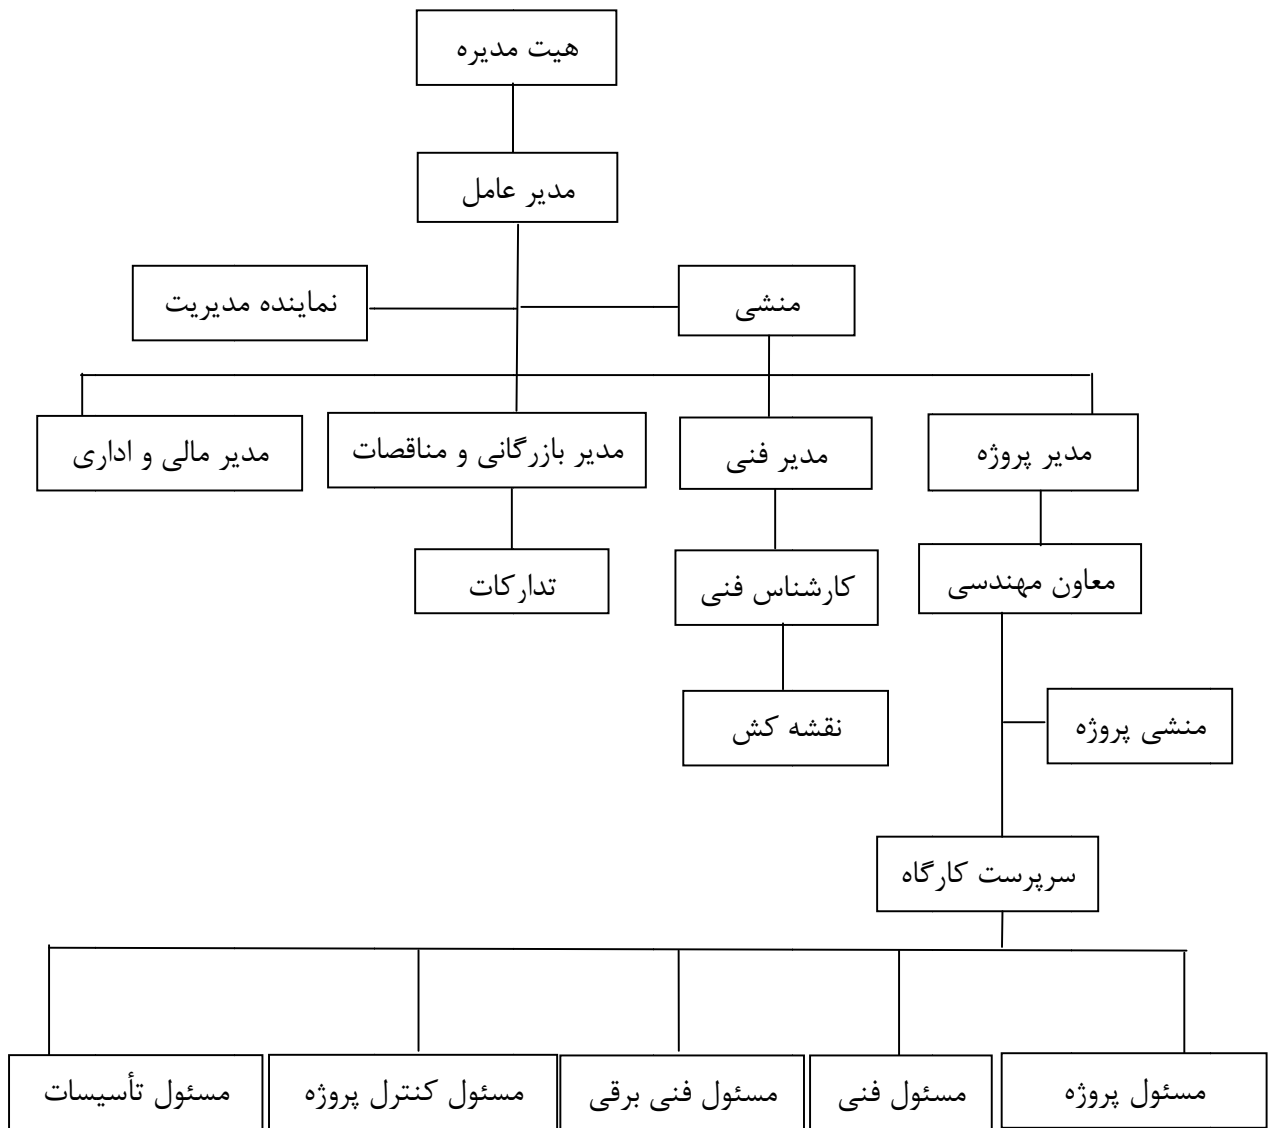 هیت مدیره
مدیر عامل
منشی
نماینده مدیریت
مدیر پروژه
مدیر فنی
مدیر بازرگانی و مناقصات
مدیر مالی و اداری
معاون مهندسی
کارشناس فنی
تدارکات
منشی پروژه
نقشه کش
سرپرست کارگاه
مسئول پروژه
مسئول فنی
مسئول فنی برقی
مسئول کنترل پروژه
مسئول تأسیسات